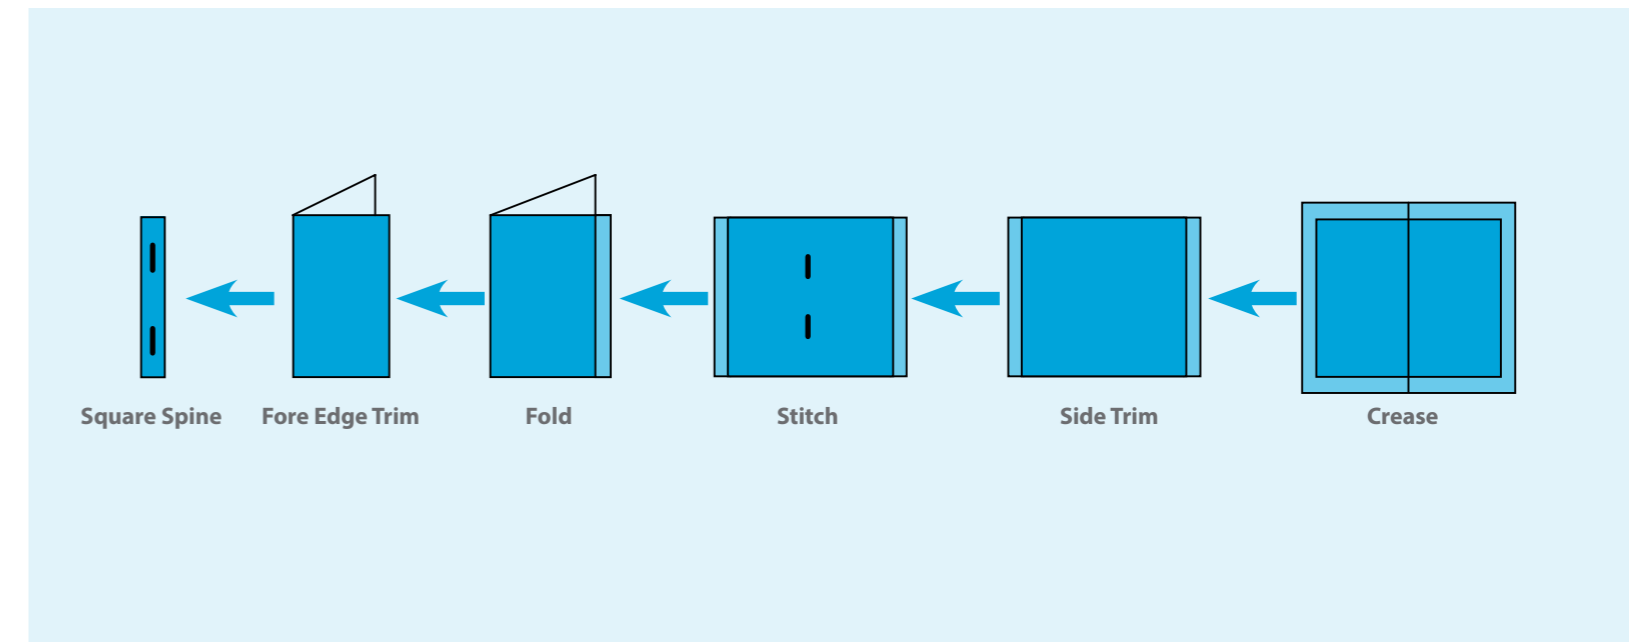 Square Spine
Fore Edge Trim
Fold
Stitch
Side Trim
Crease